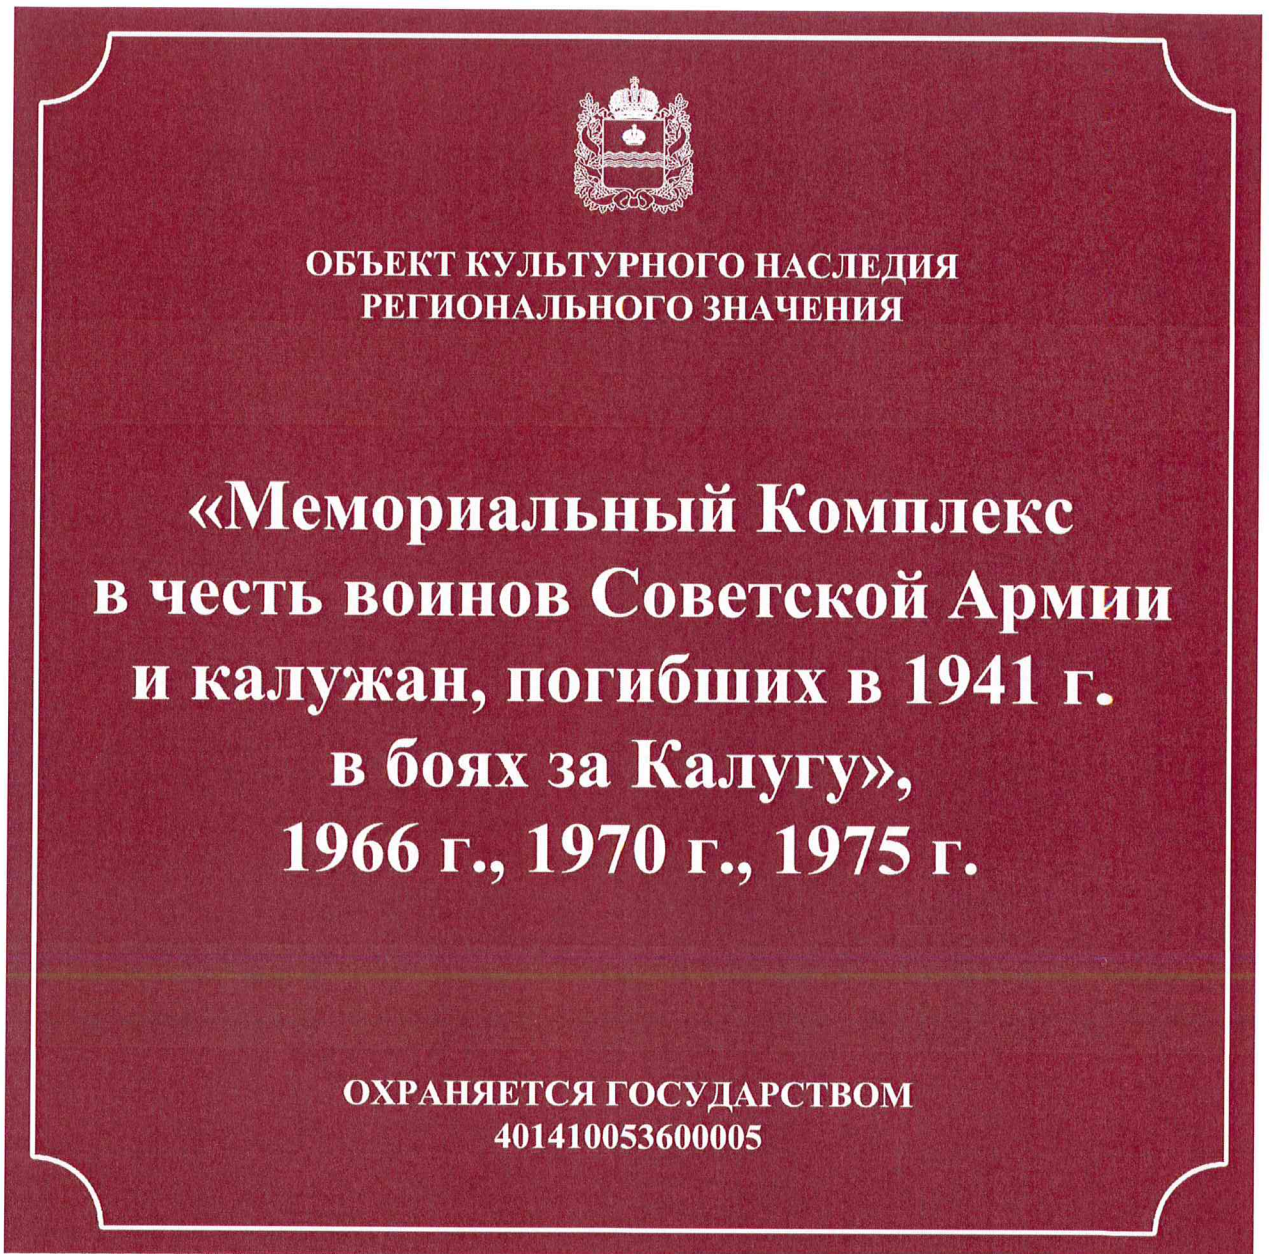 ОБЪЕКТ КУЛЬТУРНОГО НАСЛЕДИЯ
РЕГИОНАЛЬНОГО ЗНАЧЕНИЯ
«Мемориальный Комплекс
в честь воинов Советской Армии
и калужан, погибших в 1941 г.
в боях за Калугу»,
1966 г., 1970 г., 1975 г.
ОХРАНЯЕТСЯ ГОСУДАРСТВОМ
401410053600005